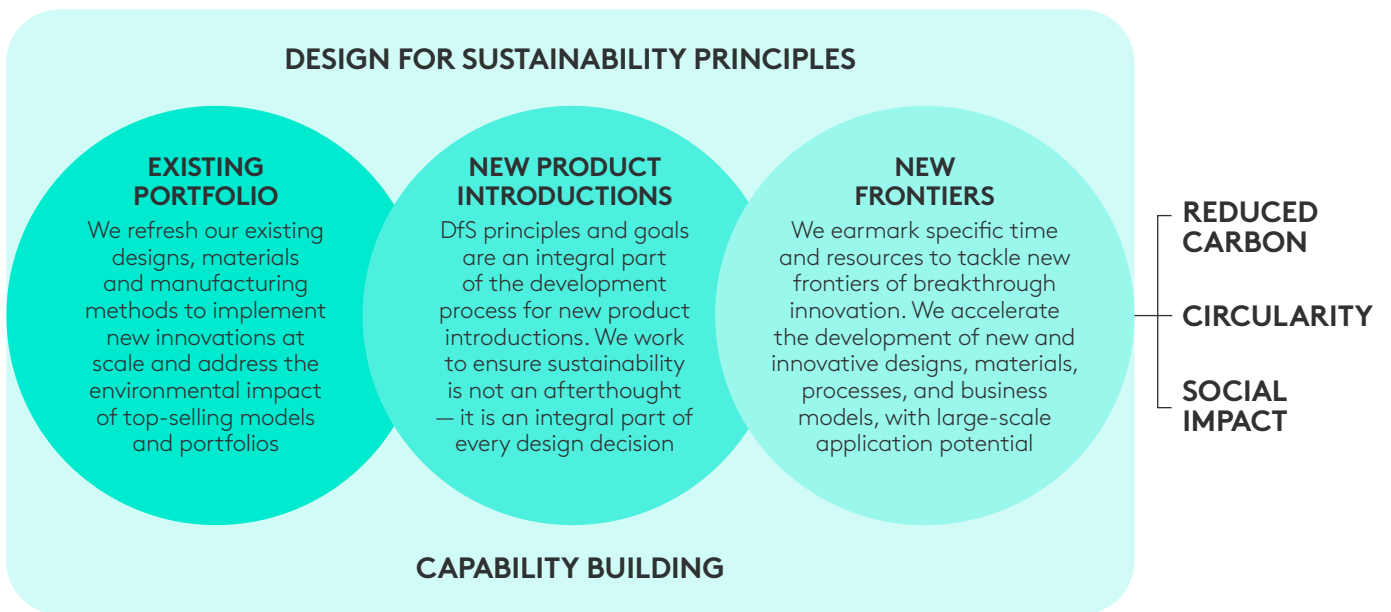 DESIGN FOR SUSTAINABILITY PRINCIPLES
EXISTING
PORTFOLIO
We refresh our existing
designs, materials
and manufacturing
methods to implement
new innovations at
scale and address the
environmental impact
of top-selling models
and portfolios
NEW PRODUCT
INTRODUCTIONS
DfS principles and goals
are an integral part
of the development
process for new product
introductions. We work
to ensure sustainability
is not an afterthought
— it is an integral part of
every design decision
NEW
FRONTIERS
We earmark specific time
and resources to tackle new
frontiers of breakthrough
innovation. We accelerate
the development of new and
innovative designs, materials,
processes, and business
models, with large-scale
application potential
CAPABILITY BUILDING
REDUCED
CARBON
CIRCULARITY
SOCIAL
IMPACT